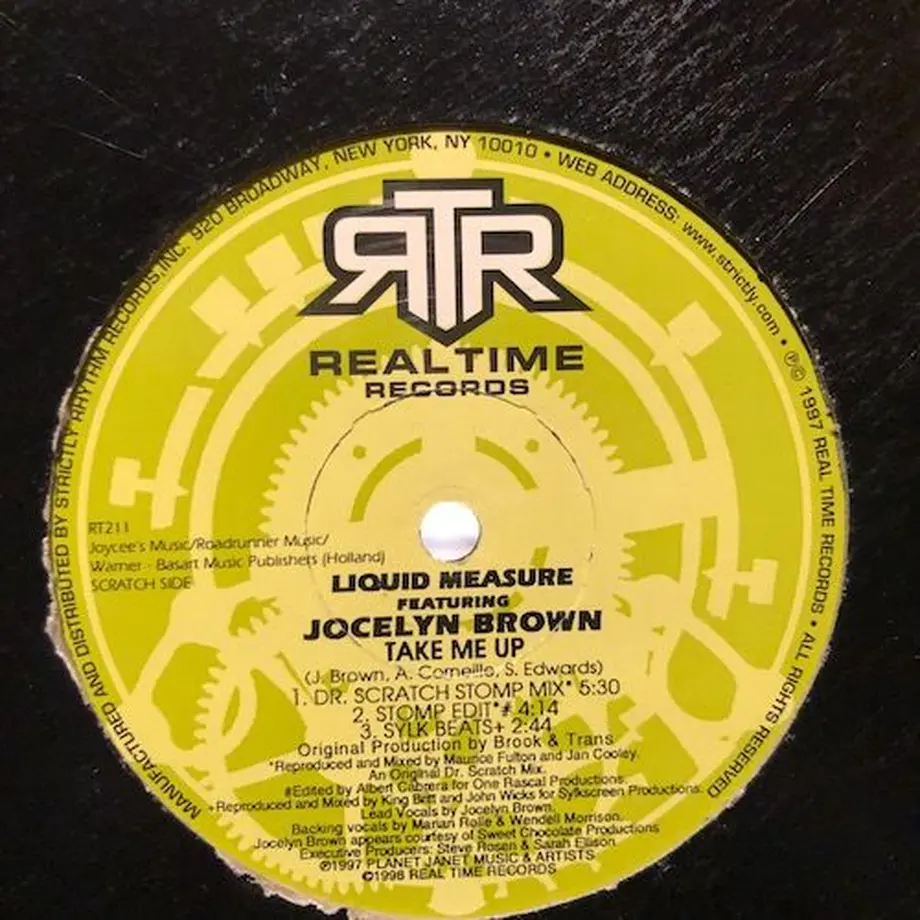 MANUFACTURED AND DISTRIBUTED BY STRICTLY RHYTHM RECORDS, INC. 920 BROADWAY, NEW YORK, NY 10010 • WEB ADDRESS: www.strictly.com • ℗© 1997 REAL TIME RECORDS • ALL RIGHTS RESERVED
RTR
REALTIME
RECORDS
RT211
Joycee's Music/Roadrunner Music/
Warner - Basart Music Publishers (Holland)
SCRATCH SIDE
LIQUID MEASURE
FEATURING
JOCELYN BROWN
TAKE ME UP
(J. Brown, A. Corneille, S. Edwards)
1. DR. SCRATCH STOMP MIX* 5:30
2. STOMP EDIT*# 4:14
3. SYLK BEATS+ 2:44
Original Production by Brook & Trans
*Reproduced and Mixed by Maurice Fulton and Jan Cooley.
An Original Dr. Scratch Mix.
#Edited by Albert Cabrera for One Rascal Productions.
+Reproduced and Mixed by King Britt and John Wicks for Sylkscreen Productions.
Lead Vocals by Jocelyn Brown.
Backing vocals by Marian Rolle & Wendell Morrison.
Jocelyn Brown appears courtesy of Sweet Chocolate Productions
Executive Producers: Steve Rosen & Sarah Ellison
℗1997 PLANET JANET MUSIC & ARTISTS
©1998 REAL TIME RECORDS